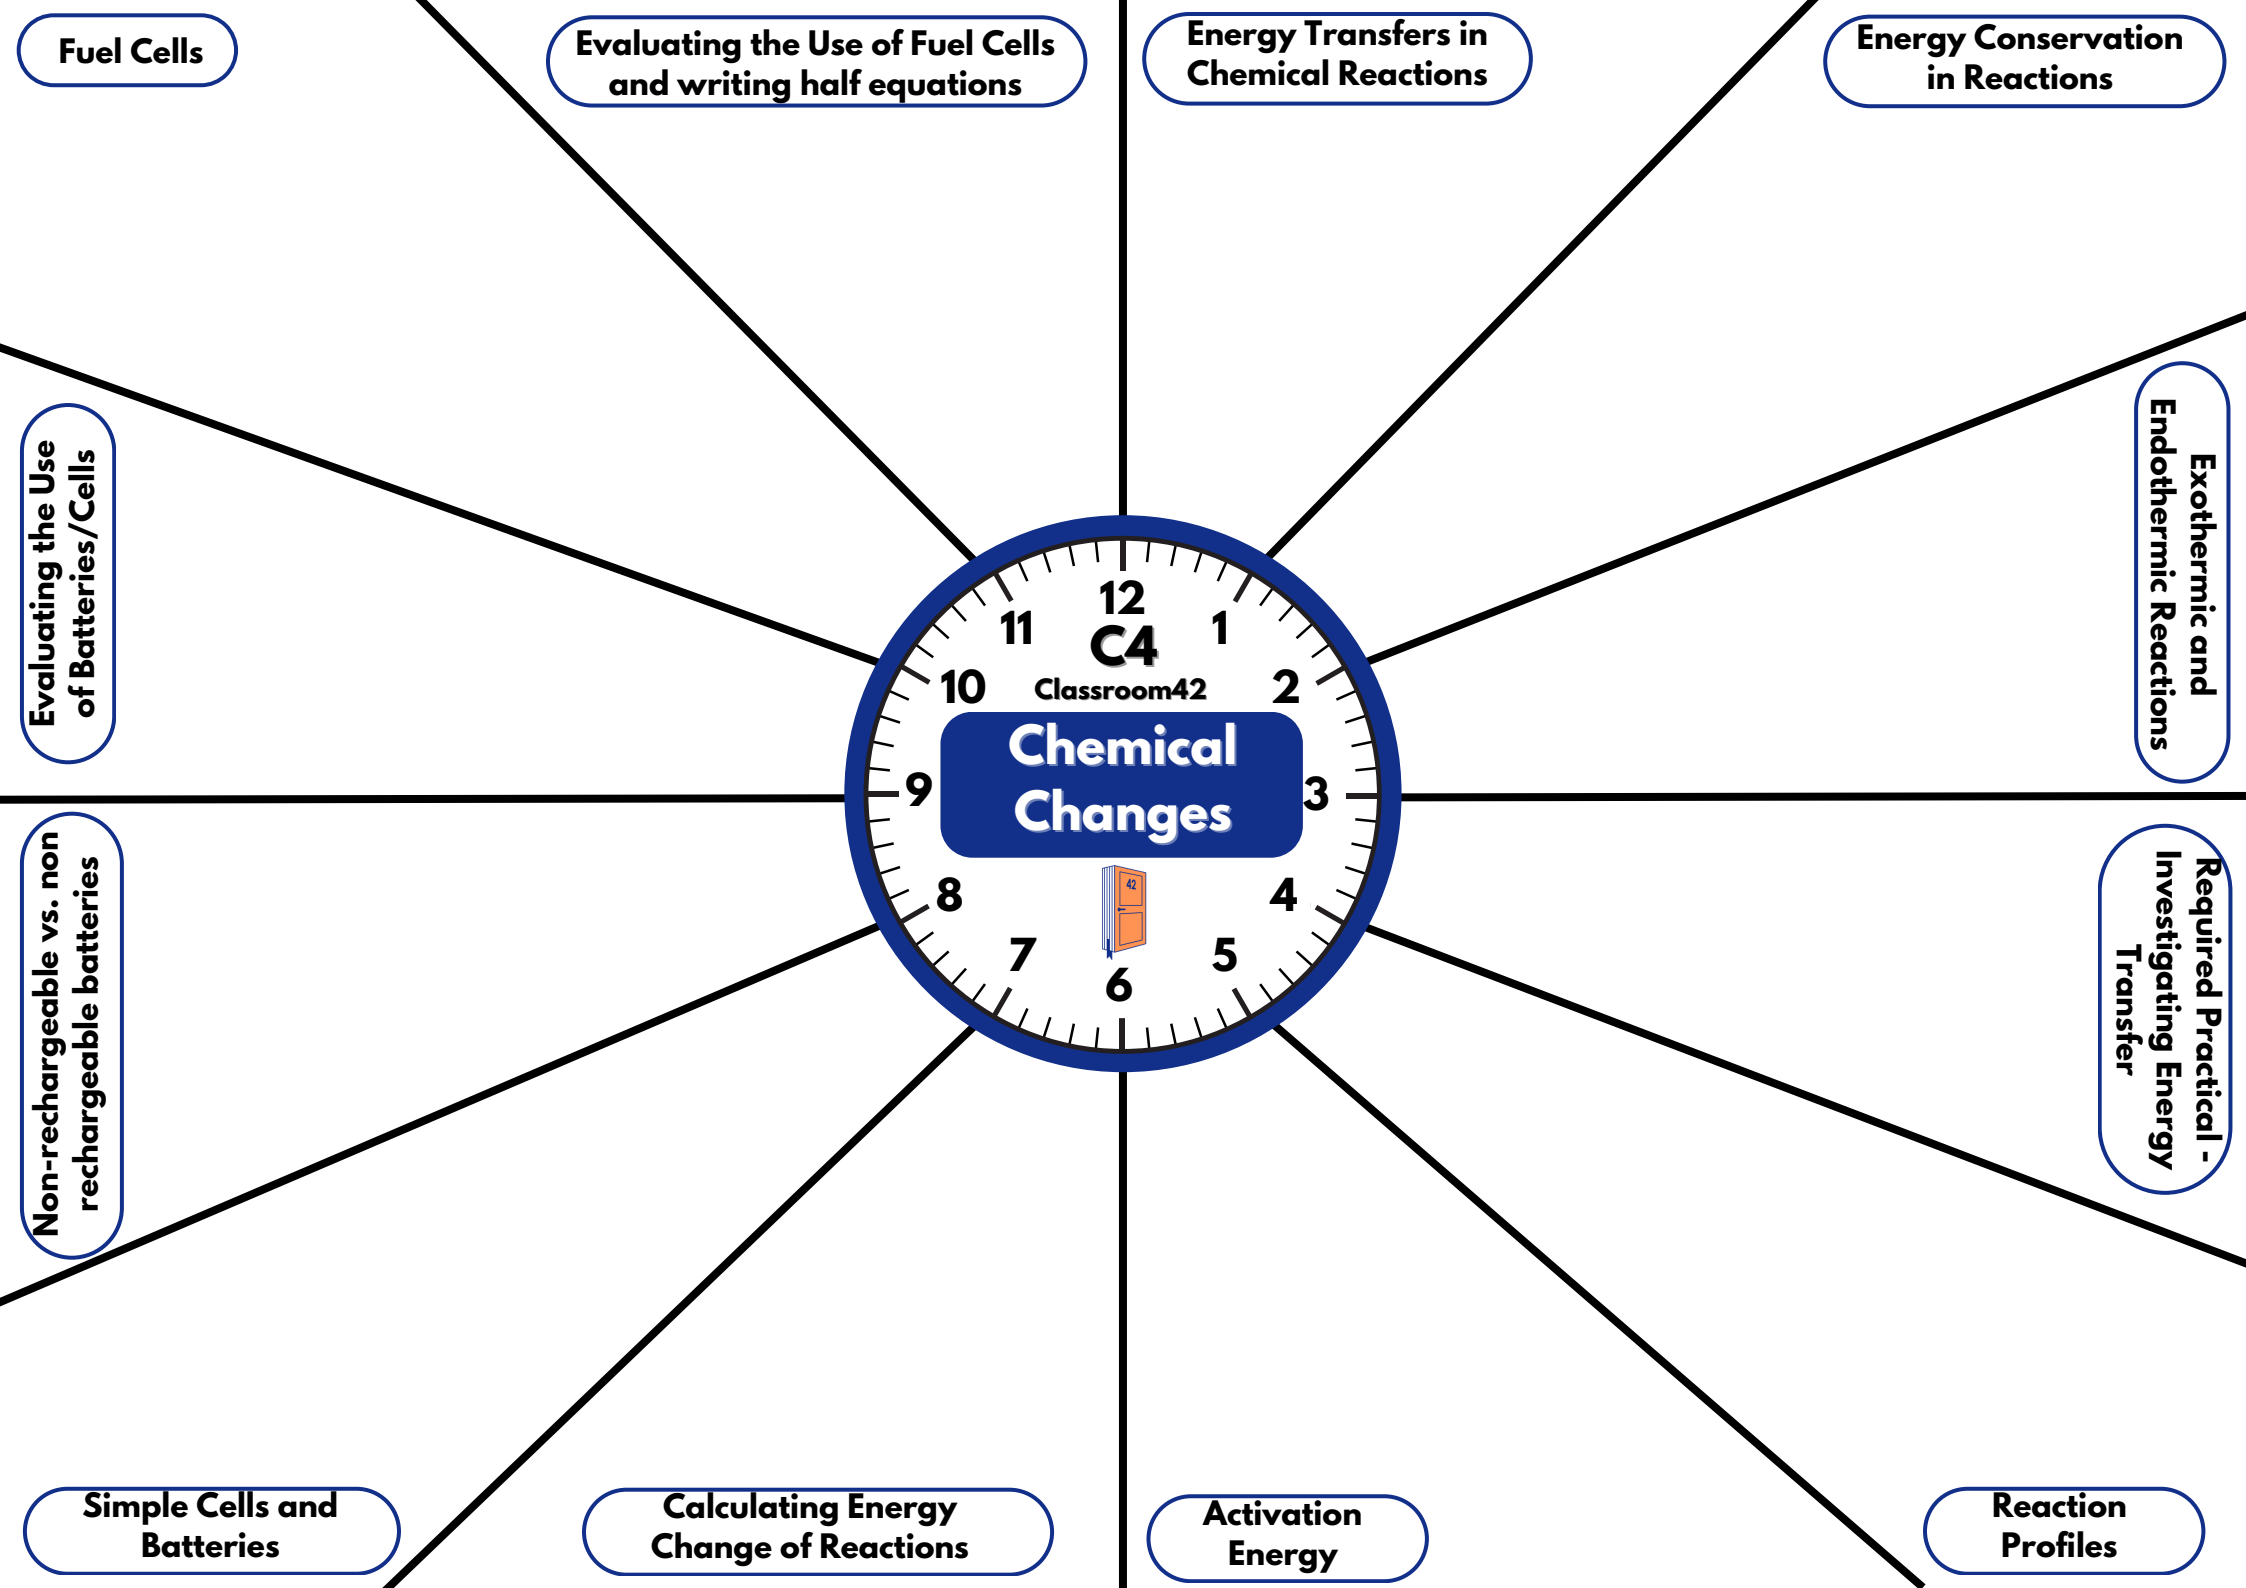 Fuel Cells
Evaluating the Use of Fuel Cells
and writing half equations
Energy Transfers in
Chemical Reactions
Energy Conservation
in Reactions
Exothermic and
Endothermic Reactions
Required Practical -
Investigating Energy
Transfer
Reaction
Profiles
Activation
Energy
Calculating Energy
Change of Reactions
Simple Cells and
Batteries
Non-rechargeable vs. non
rechargeable batteries
Evaluating the Use
of Batteries/Cells
12
11
1
C4
10
Classroom42
2
Chemical
Changes
9
3
42
8
4
7
5
6